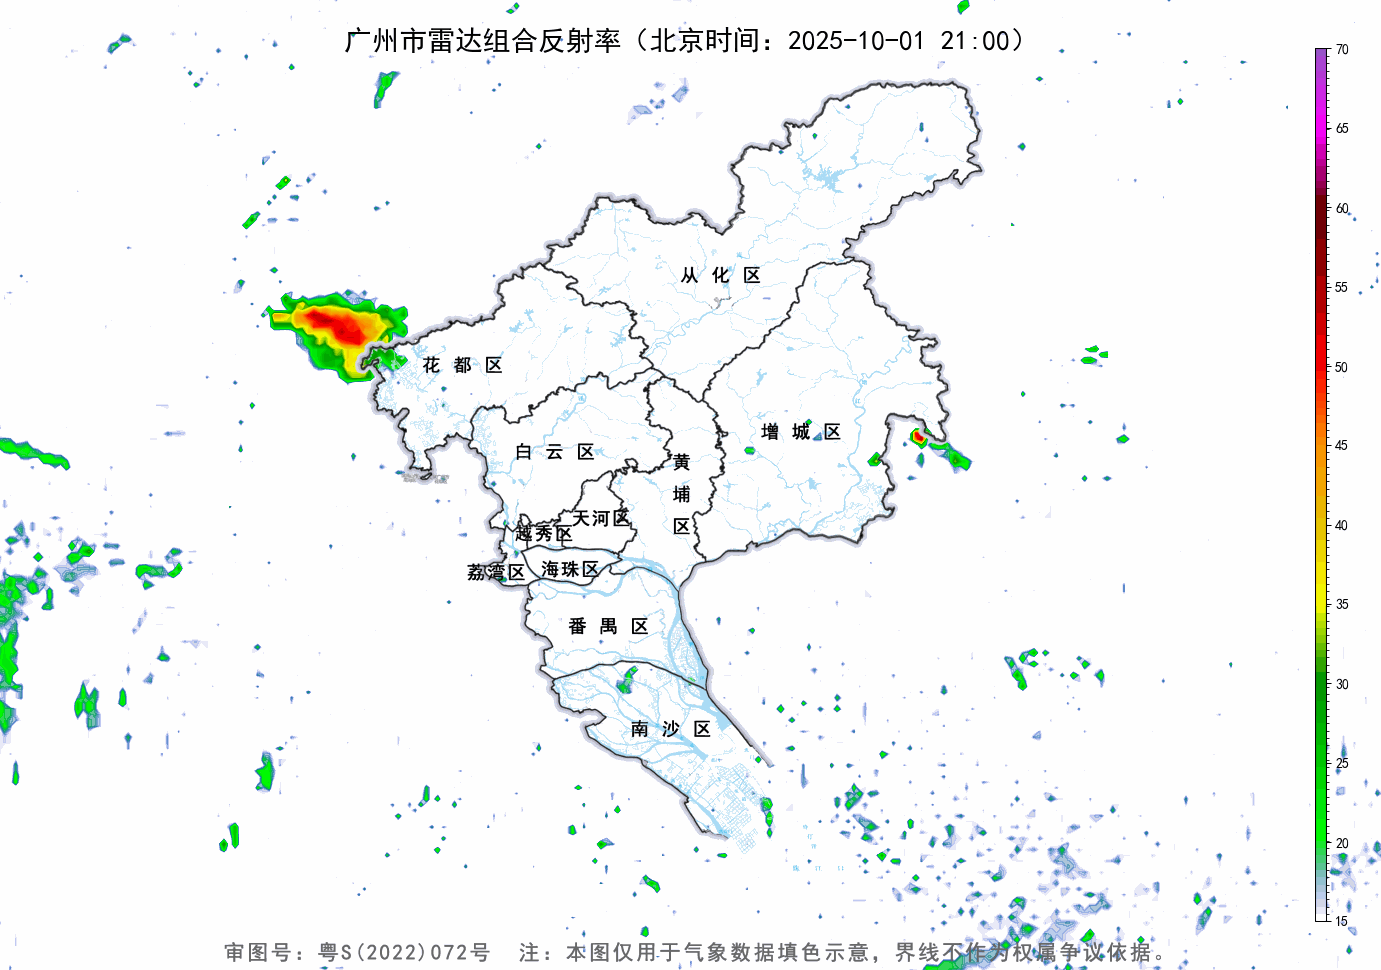 广州市雷达组合反射率（北京时间：2025-10-01 21:00）
70
65
60
55
50
45
40
35
30
25
20
15
从化区
花都区
增城区
白云区
黄埔区
天河区
越秀区
荔湾区
海珠区
番禺区
南沙区
审图号：粤S(2022)072号 注：本图仅用于气象数据填色示意，界线不作为权属争议依据。